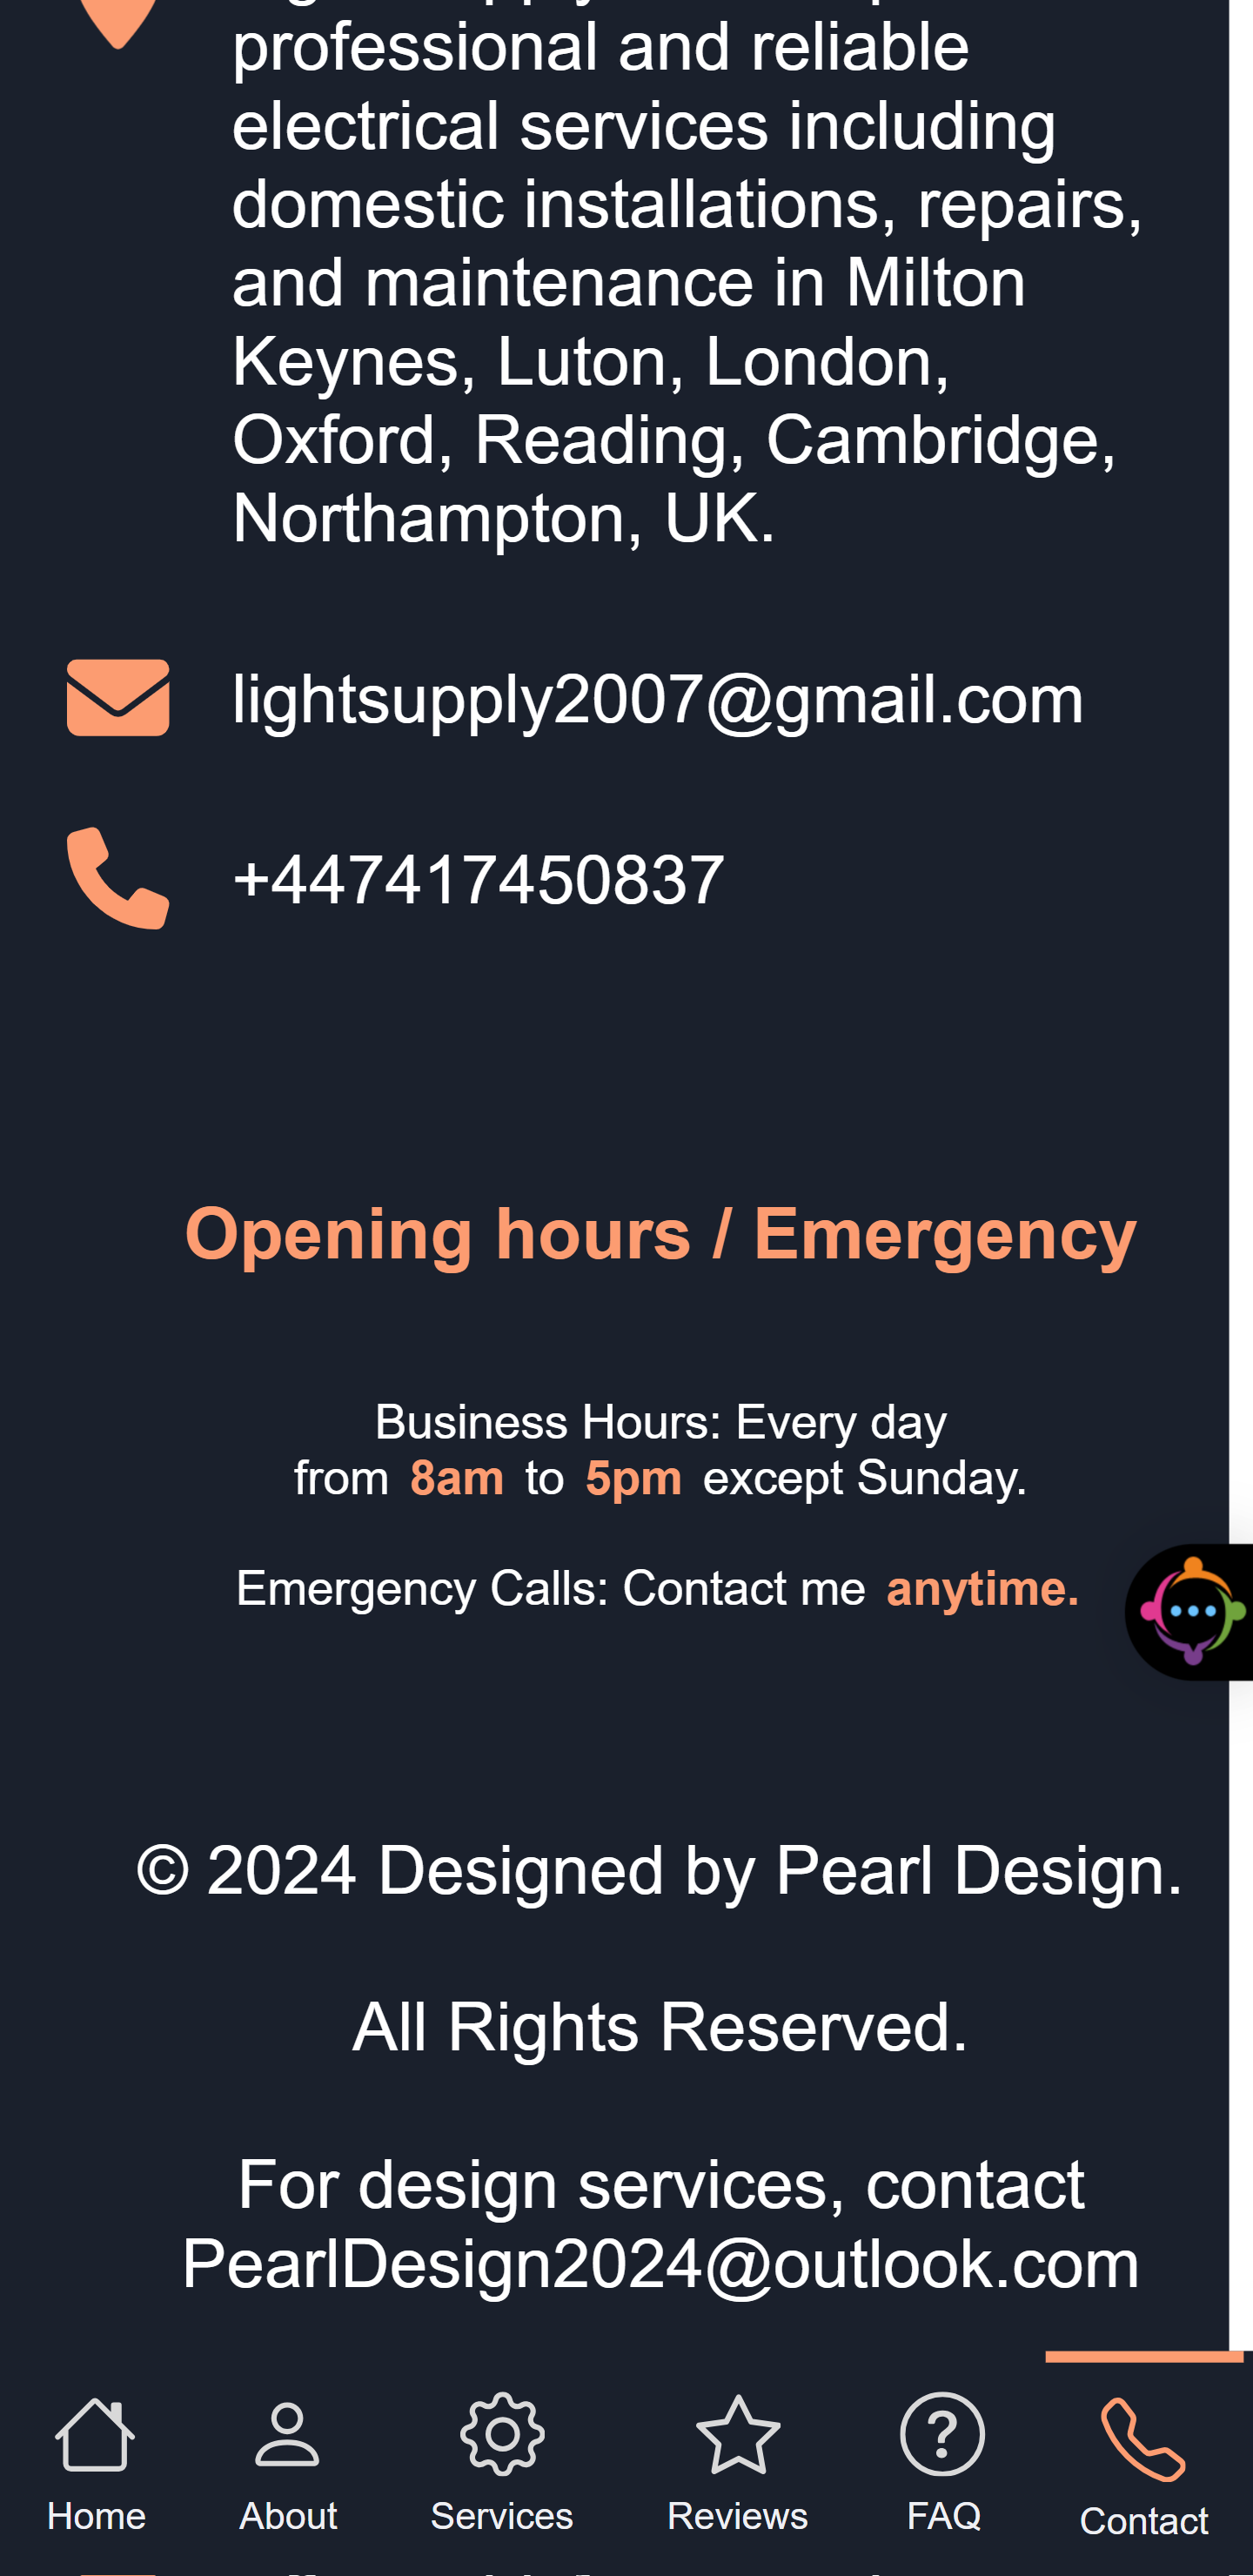 professional and reliable
electrical services including
domestic installations, repairs,
and maintenance in Milton
Keynes, Luton, London,
Oxford, Reading, Cambridge,
Northampton, UK.
lightsupply2007@gmail.com
+447417450837
Opening hours / Emergency
Business Hours: Every day
from 8am to 5pm except Sunday.
Emergency Calls: Contact me anytime.
© 2024 Designed by Pearl Design.
All Rights Reserved.
For design services, contact
PearlDesign2024@outlook.com
Home About Services Reviews FAQ Contact